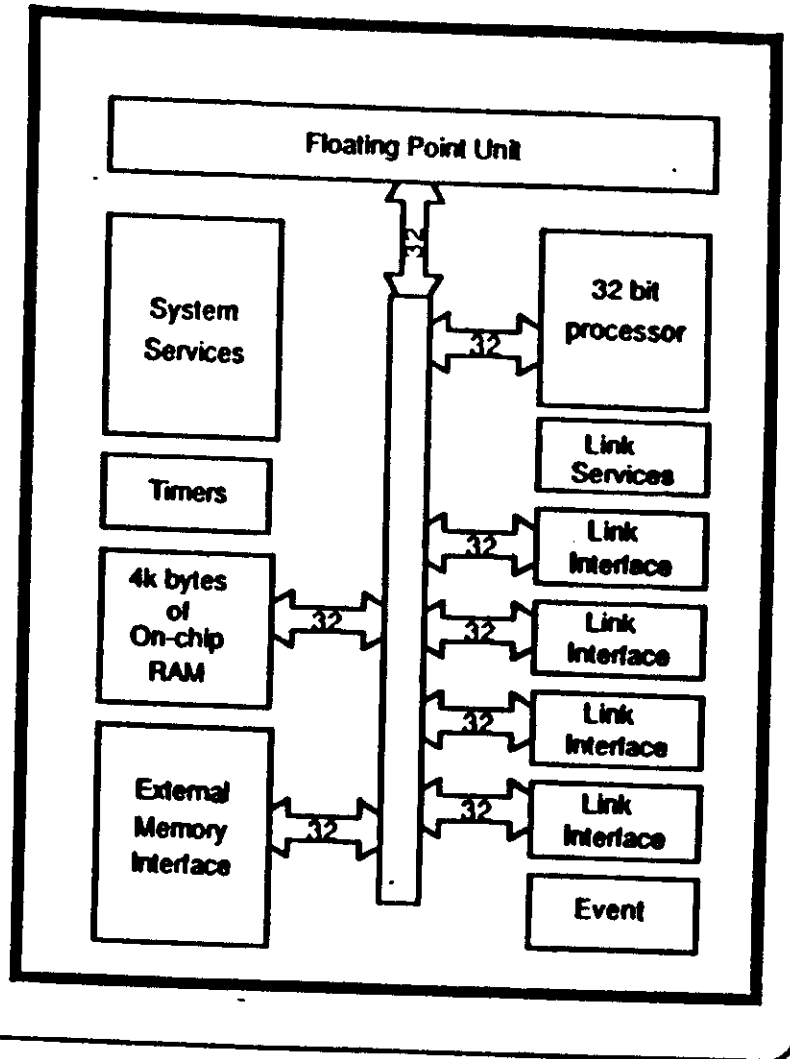 Floating Point Unit
32
System
Services
32 bit
processor
32
Link
Services
Timers
Link
Interface
32
4k bytes
of
On-chip
RAM
32
Link
Interface
32
Link
Interface
32
External
Memory
Interface
32
Link
Interface
32
Event